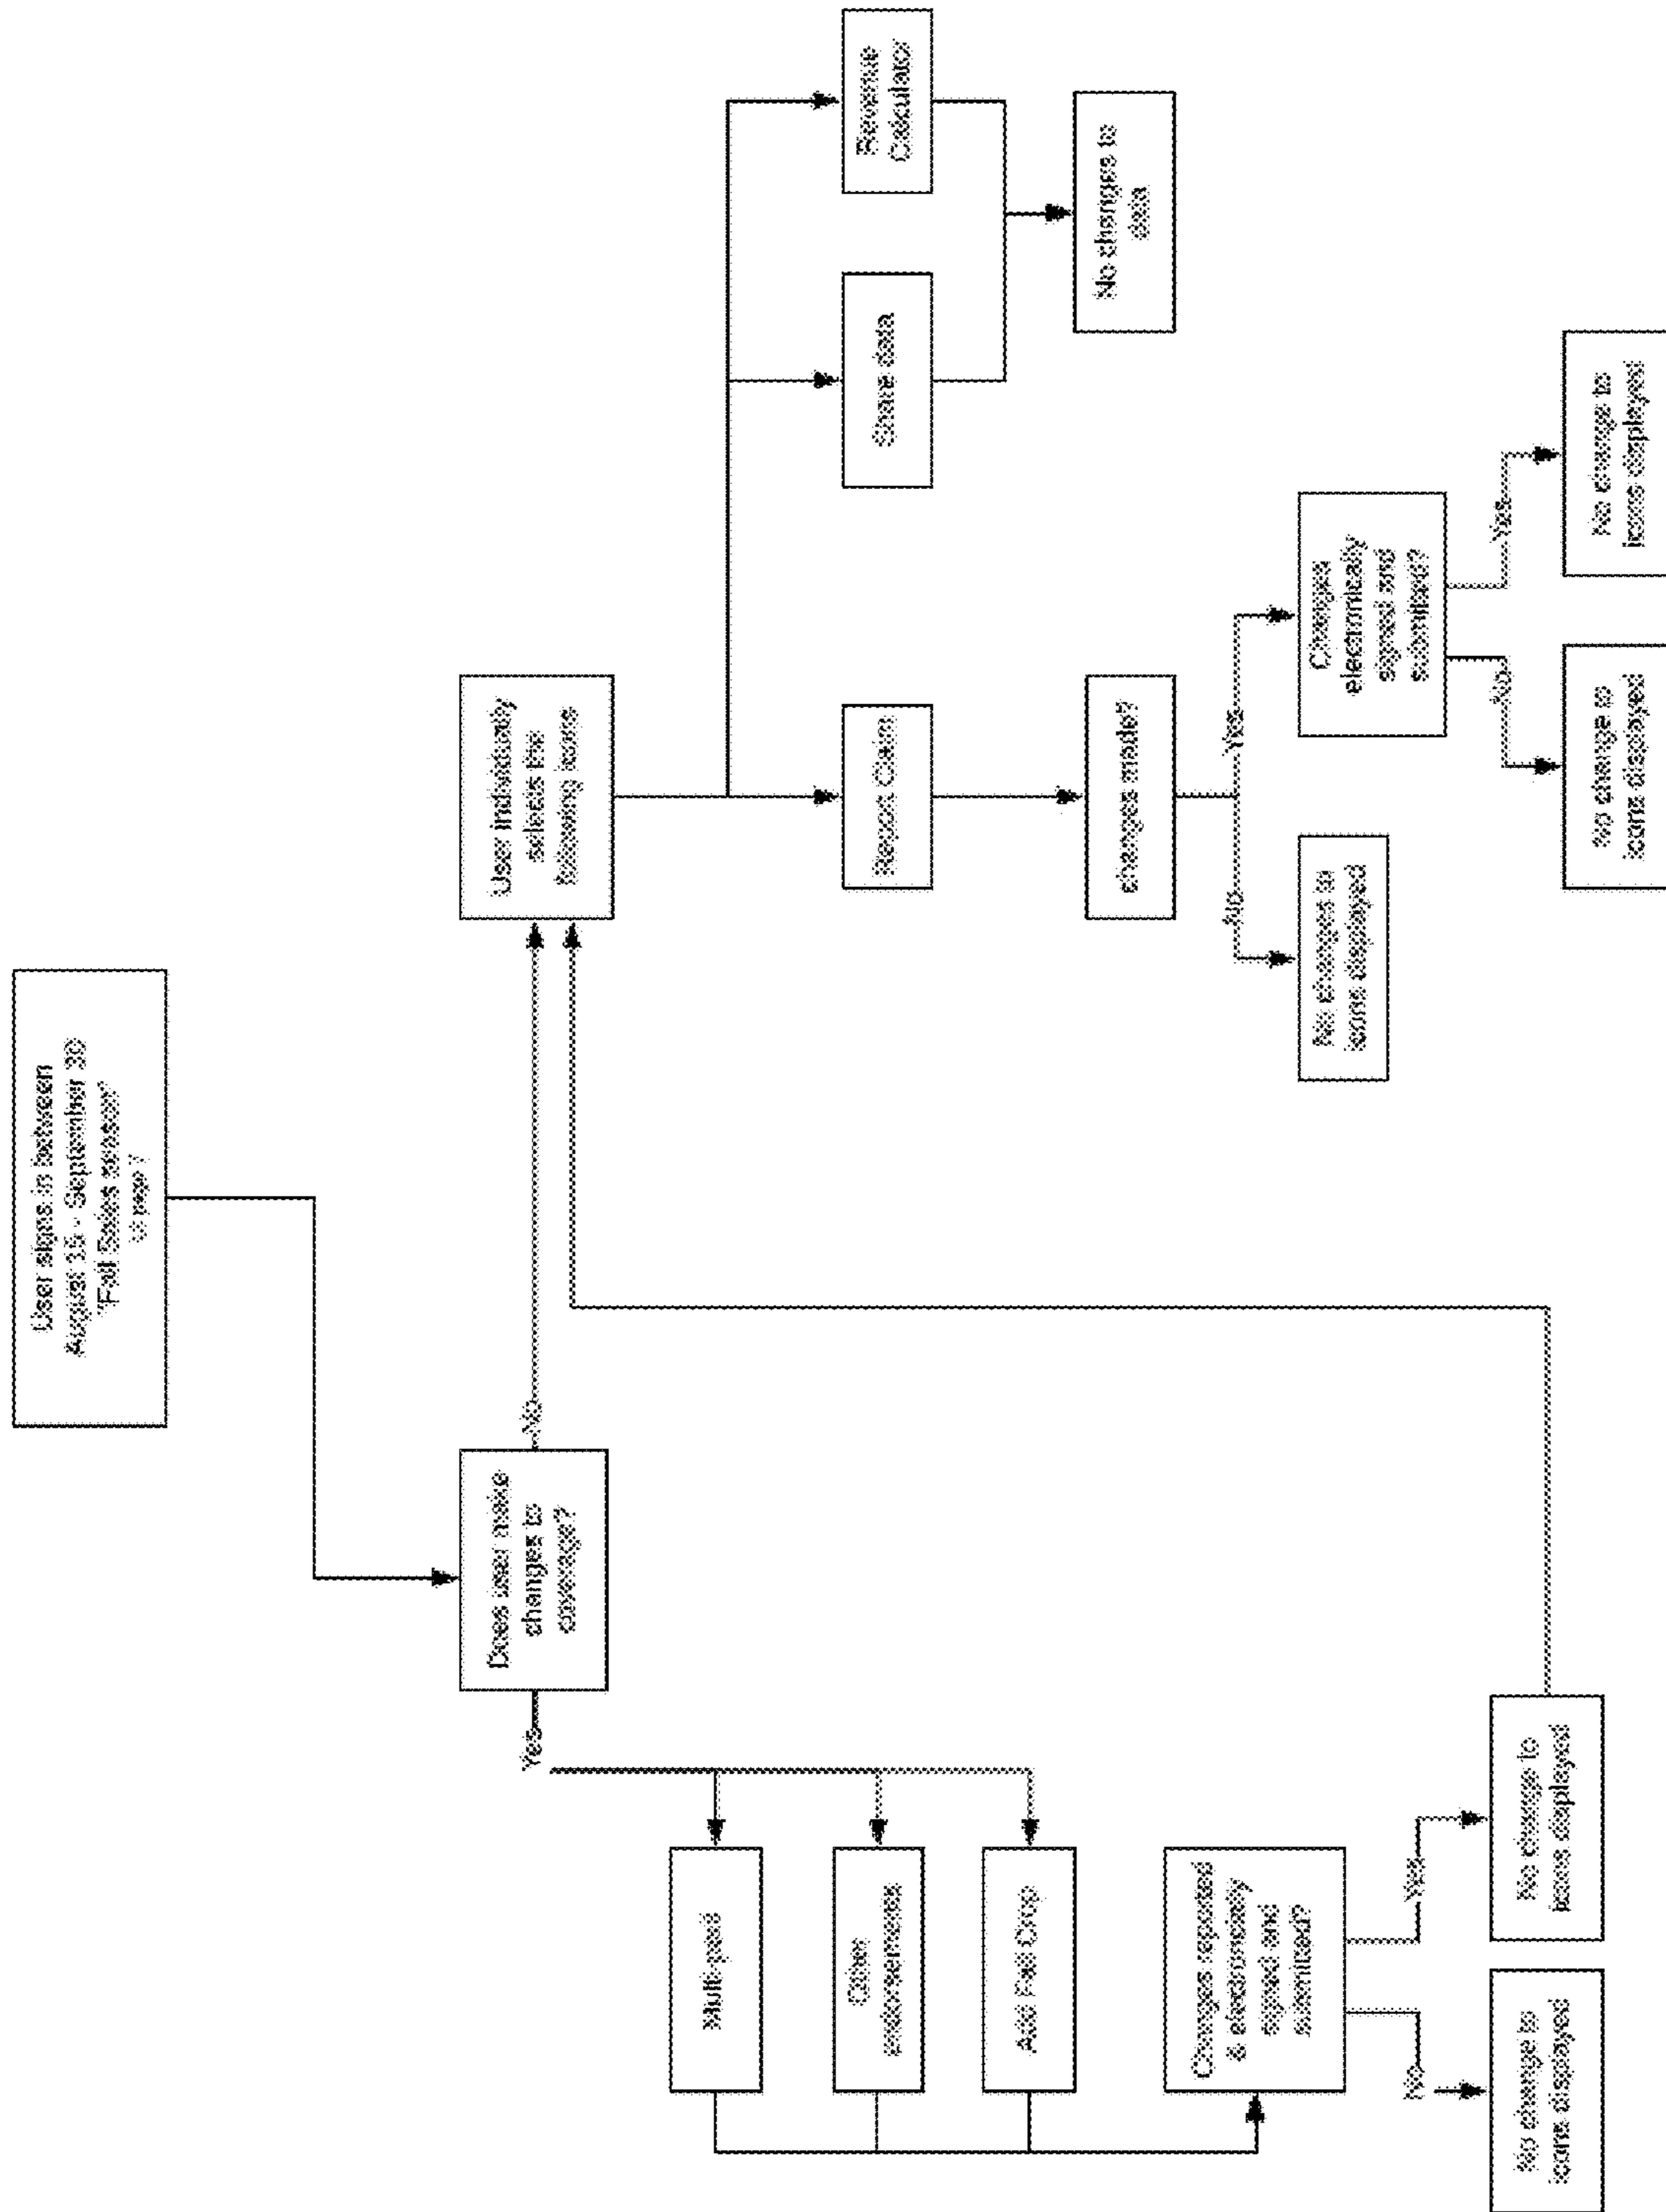 User signs in between
August 15 - September 30
"Fall Sales season"
page 7
Does user make
changes to
coverage?
Yes
No
User individually
selects the
following icons
Multi-peril
Other
endorsements
Add Fall Crop
Changes reported
& electronically
signed and
submitted?
No
Yes
No change to
icons displayed
No change to
icons displayed
Report Claim
Share data
Revenue
Calculator
No changes to
data
changes made?
No
Yes
No changes in
icons displayed
Changes
electronically
signed and
submitted?
No
Yes
No change to
icons displayed
No change to
icons displayed